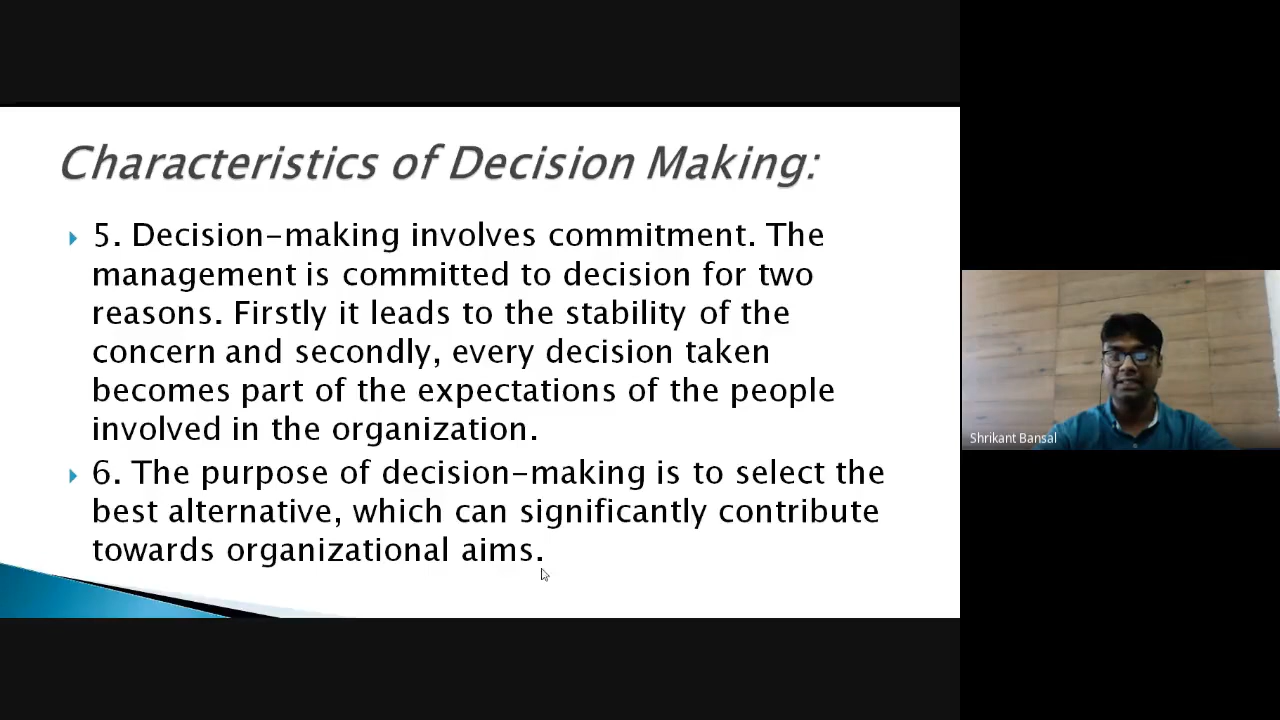 Characteristics of Decision Making:
5. Decision-making involves commitment. The
management is committed to decision for two
reasons. Firstly it leads to the stability of the
concern and secondly, every decision taken
becomes part of the expectations of the people
involved in the organization.
6. The purpose of decision-making is to select the
best alternative, which can significantly contribute
towards organizational aims.
Shrikant Bansal